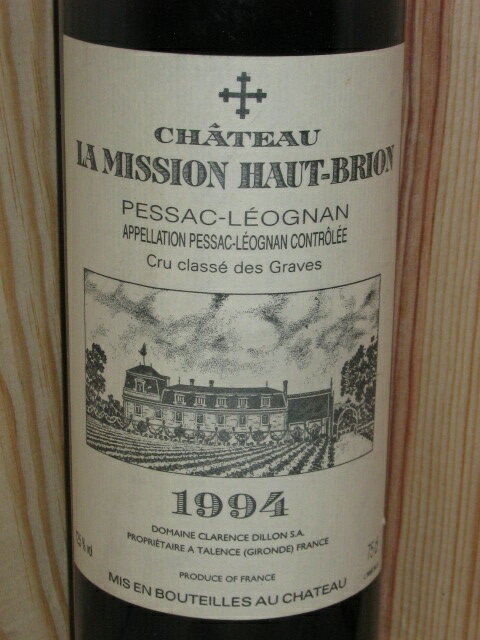 CHÂTEAU
LA MISSION HAUT-BRION
PESSAC-LÉOGNAN
APPELLATION PESSAC-LÉOGNAN CONTRÔLÉE
Cru classé des Graves
1994
DOMAINE CLARENCE DILLON S.A.
PROPRIÉTAIRE A TALENCE (GIRONDE) FRANCE
PRODUCE OF FRANCE
MIS EN BOUTEILLES AU CHATEAU